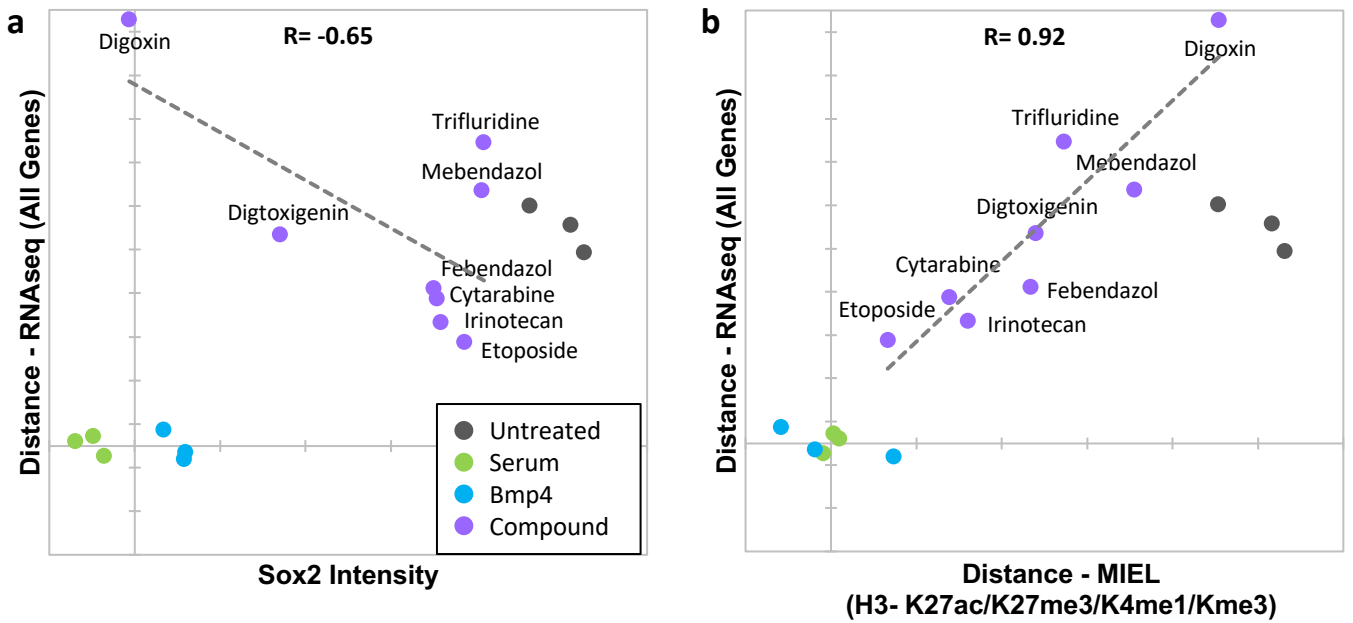 a
R= -0.65
Digoxin
Trifluridine
Mebendazol
Digtoxigenin
Febendazol
Cytarabine
Irinotecan
Etoposide
Untreated
Serum
Bmp4
Compound
Distance - RNAseq (All Genes)
Sox2 Intensity
b
R= 0.92
Digoxin
Trifluridine
Mebendazol
Digtoxigenin
Cytarabine
Febendazol
Etoposide
Irinotecan
Distance - RNAseq (All Genes)
Distance - MIEL
(H3- K27ac/K27me3/K4me1/Kme3)